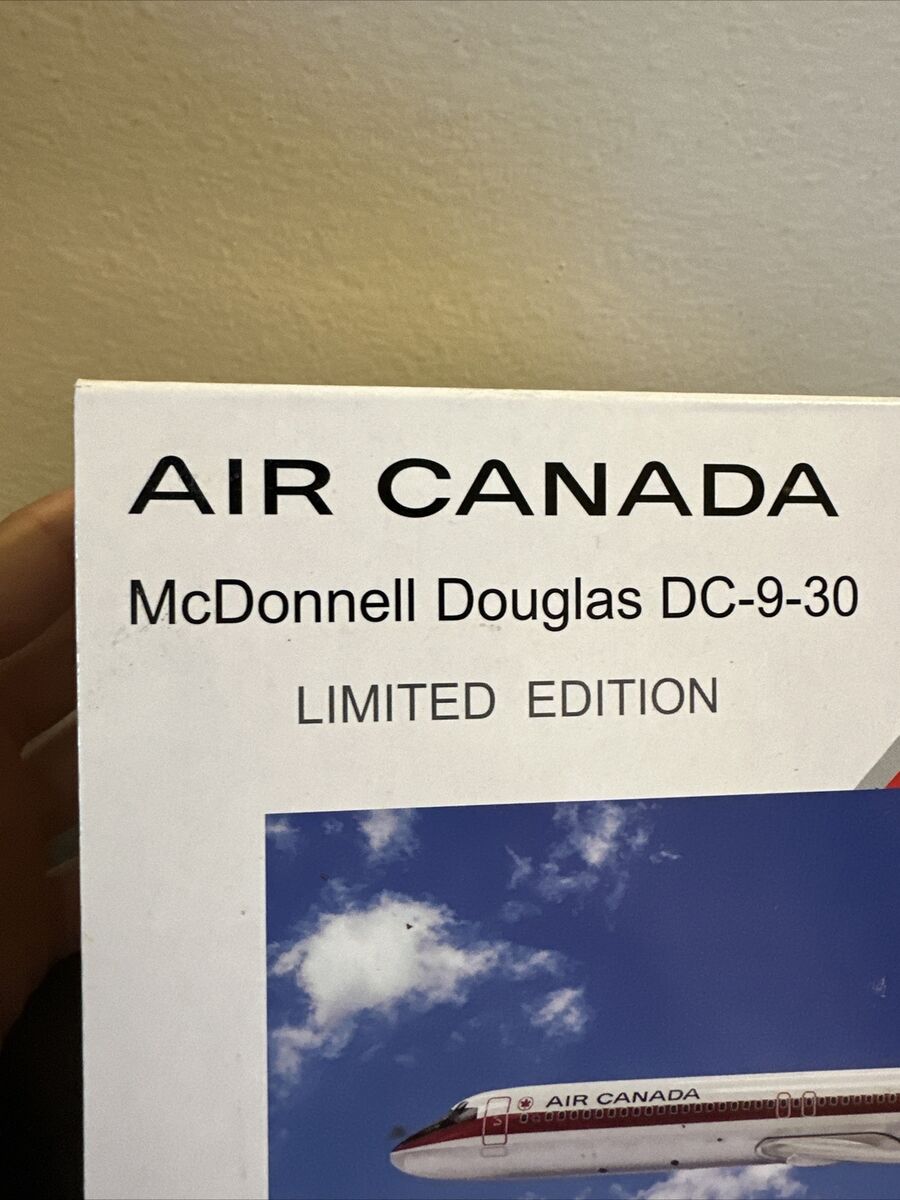 AIR CANADA
McDonnell Douglas DC-9-30
LIMITED EDITION
AIR CANADA